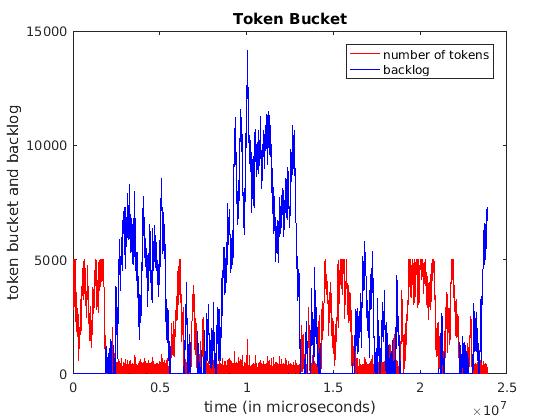 Token Bucket
15000
number of tokens
backlog
10000
token bucket and backlog
5000
0
0
0.5
1
1.5
2
2.5
time (in microseconds)
×10^7